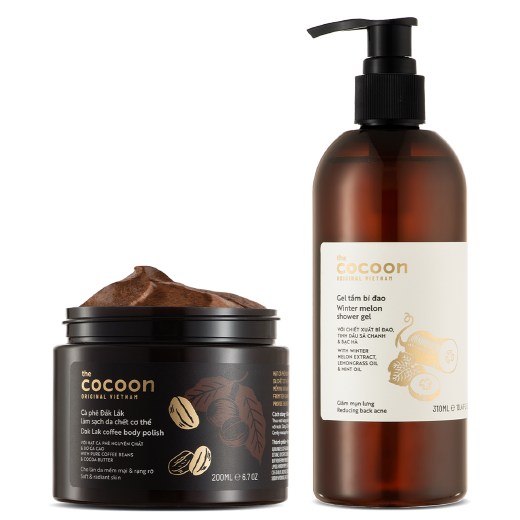 the
cocoon
ORIGINAL VIETNAM
Cà phê Đắk Lắk
làm sạch da chết cơ thể
Dak Lak coffee body polish
VỚI HẠT CÀ PHÊ NGUYÊN CHẤT
& BƠ CA CAO
WITH PURE COFFEE BEANS
& COCOA BUTTER
Cho làn da mềm mại & rạng rỡ
Soft & radiant skin
200ML ℮ 6.7 OZ
the
cocoon
ORIGINAL VIETNAM
Gel tắm bí đao
Winter melon
shower gel
VỚI CHIẾT XUẤT BÍ ĐAO,
TINH DẦU SẢ CHANH
& BẠC HÀ
WITH WINTER
MELON EXTRACT,
LEMONGRASS OIL
& MINT OIL
Giảm mụn lưng
Reducing back acne
310ML ℮